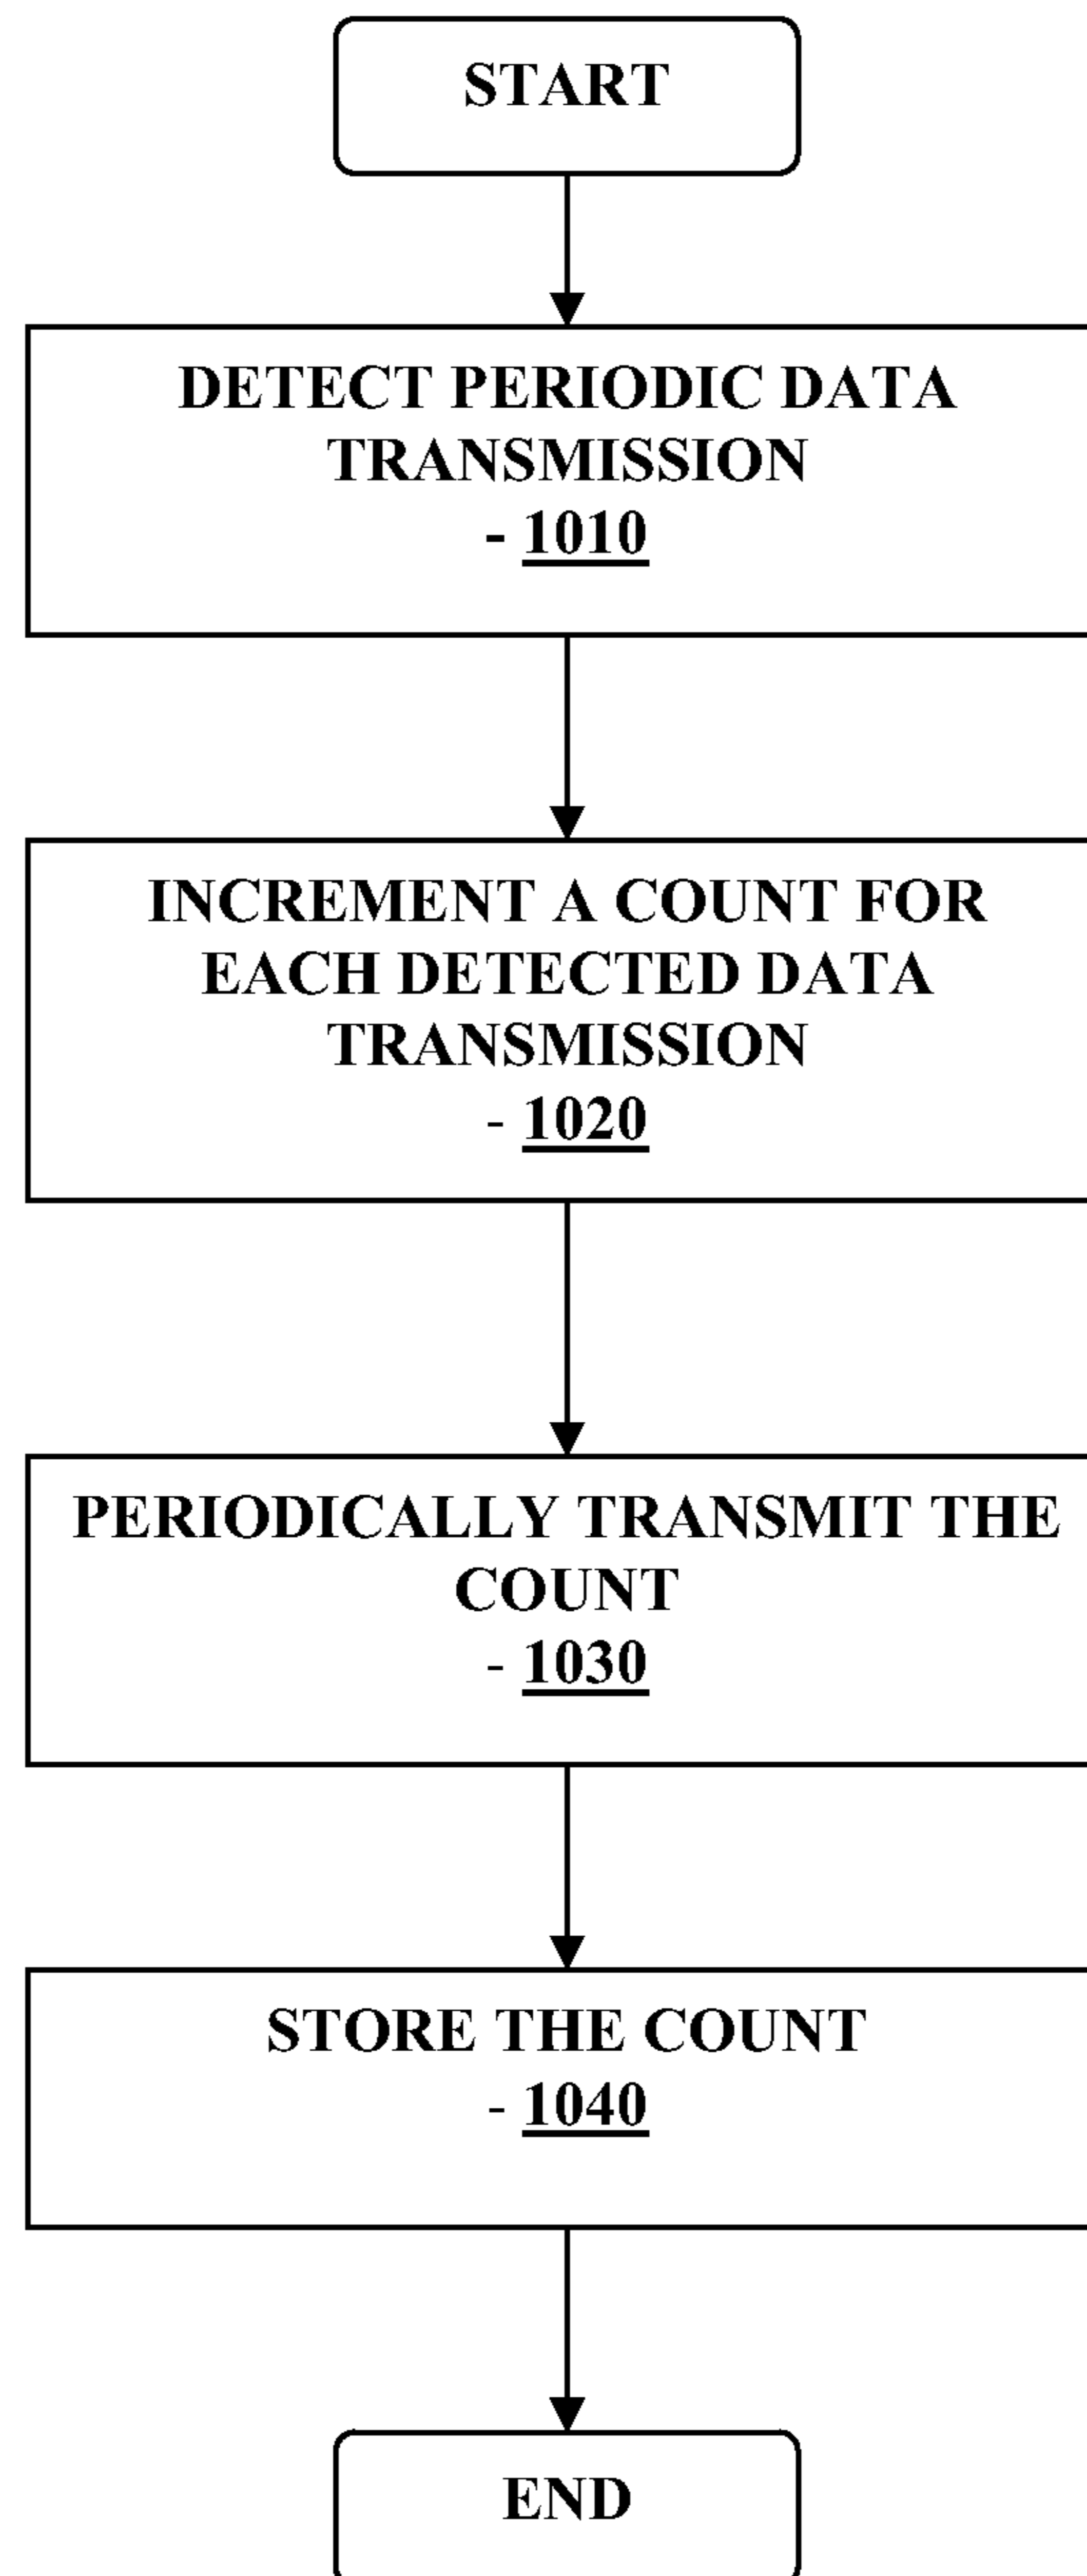 START
DETECT PERIODIC DATA
TRANSMISSION
- 1010
INCREMENT A COUNT FOR
EACH DETECTED DATA
TRANSMISSION
- 1020
PERIODICALLY TRANSMIT THE
COUNT
- 1030
STORE THE COUNT
- 1040
END